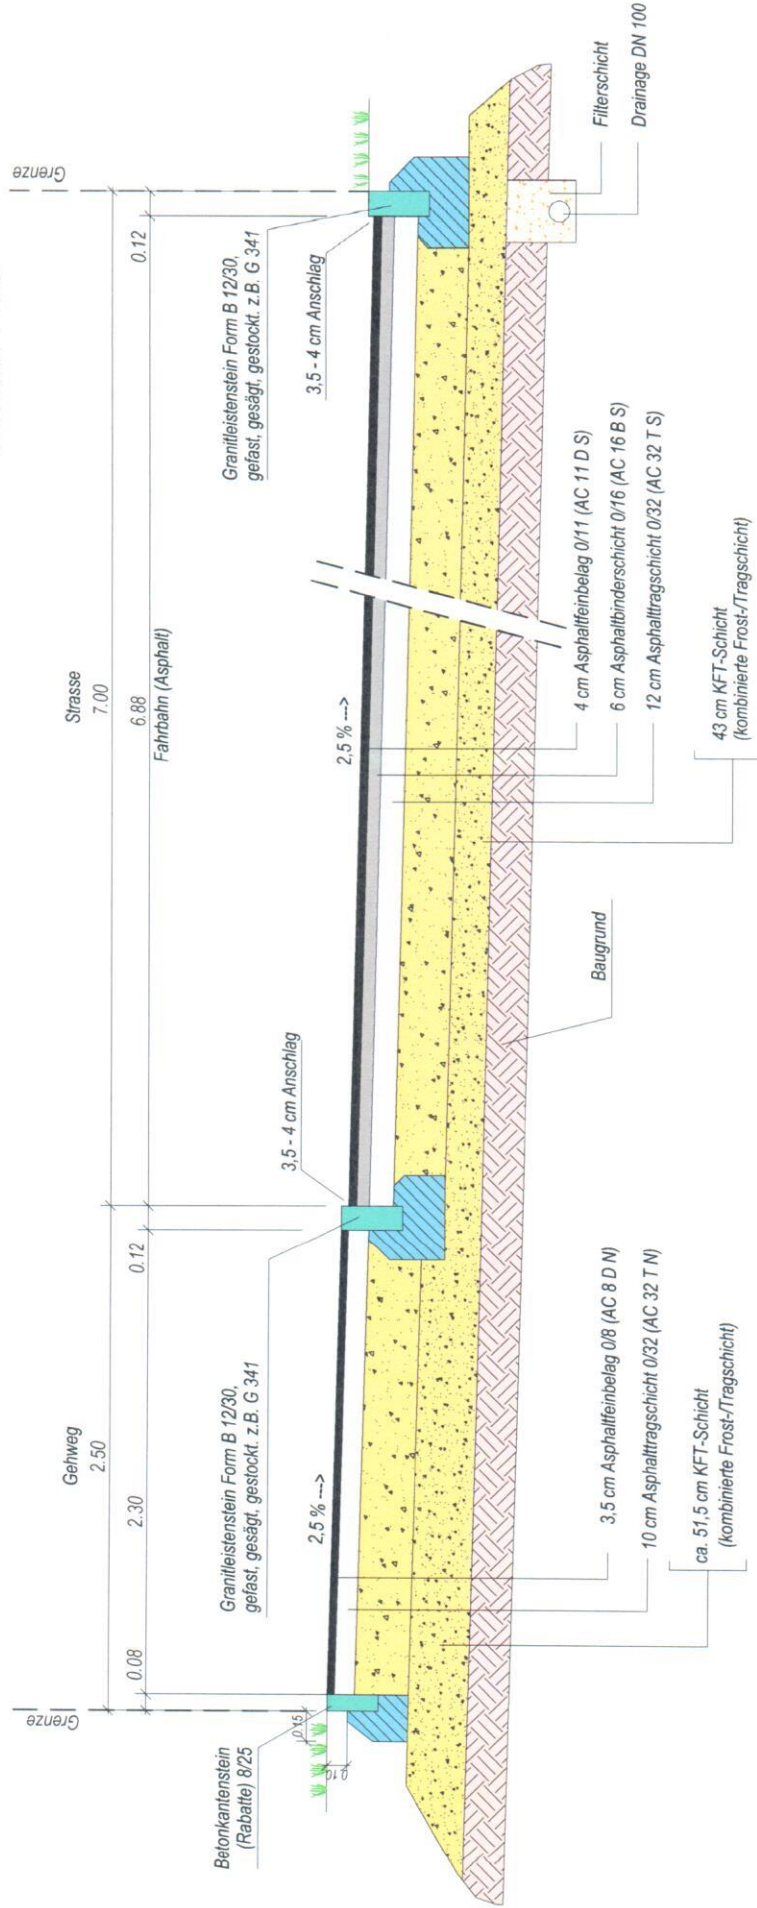 Grenze
Grenze
Gehweg
2.50
Strasse
7.00
0.08
2.30
0.12
6.88
0.12
Fahrbahn (Asphalt)
Betonkantenstein
(Rabatte) 8/25
Granitleistenstein Form B 12/30,
gefast, gesägt, gestockt. z.B. G 341
3,5 - 4 cm Anschlag
Granitleistenstein Form B 12/30,
gefast, gesägt, gestockt. z.B. G 341
3,5 - 4 cm Anschlag
0.15
0.10
2,5 % --->
2,5 % --->
3,5 cm Asphaltfeinbelag 0/8 (AC 8 D N)
10 cm Asphalttragschicht 0/32 (AC 32 T N)
ca. 51,5 cm KFT-Schicht
(kombinierte Frost-/Tragschicht)
Baugrund
4 cm Asphaltfeinbelag 0/11 (AC 11 D S)
6 cm Asphaltbinderschicht 0/16 (AC 16 B S)
12 cm Asphalttragschicht 0/32 (AC 32 T S)
43 cm KFT-Schicht
(kombinierte Frost-/Tragschicht)
Filterschicht
Drainage DN 100